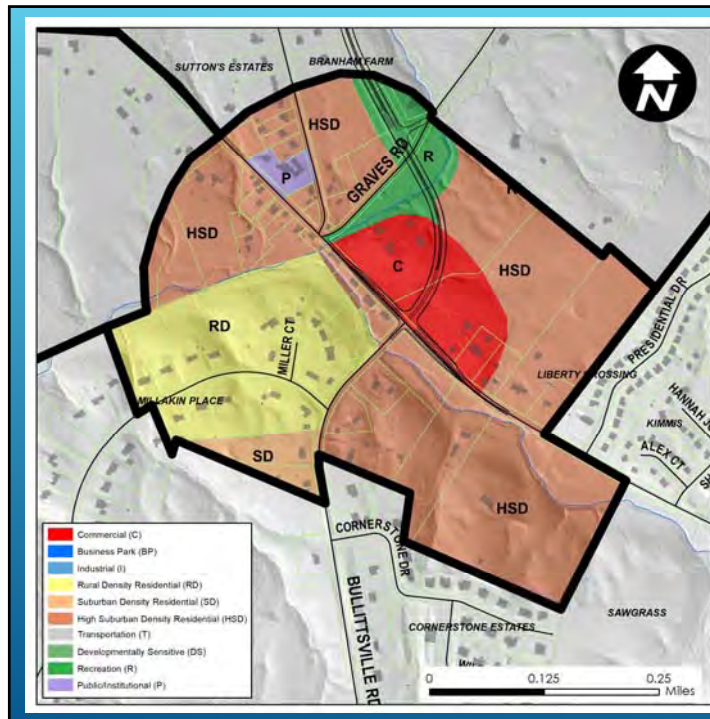 SUTTON'S ESTATES
BRANHAM FARM
N
HSD
R
GRAVES RD
P
HSD
C
HSD
RD
MILLER CT
PRESIDENTIAL DR
LIBERTY CROSSING
HANNAH
KIMMIS
ALEX CT
MILLAKIN PLACE
SD
HSD
CORNERSTONE DR
BULLITTSVILLE RD
CORNERSTONE ESTATES
SAWGRASS
Commercial (C)
Business Park (BP)
Industrial (I)
Rural Density Residential (RD)
Suburban Density Residential (SD)
High Suburban Density Residential (HSD)
Transportation (T)
Developmentally Sensitive (DS)
Recreation (R)
Public/Institutional (P)
0 0.125 0.25
Miles